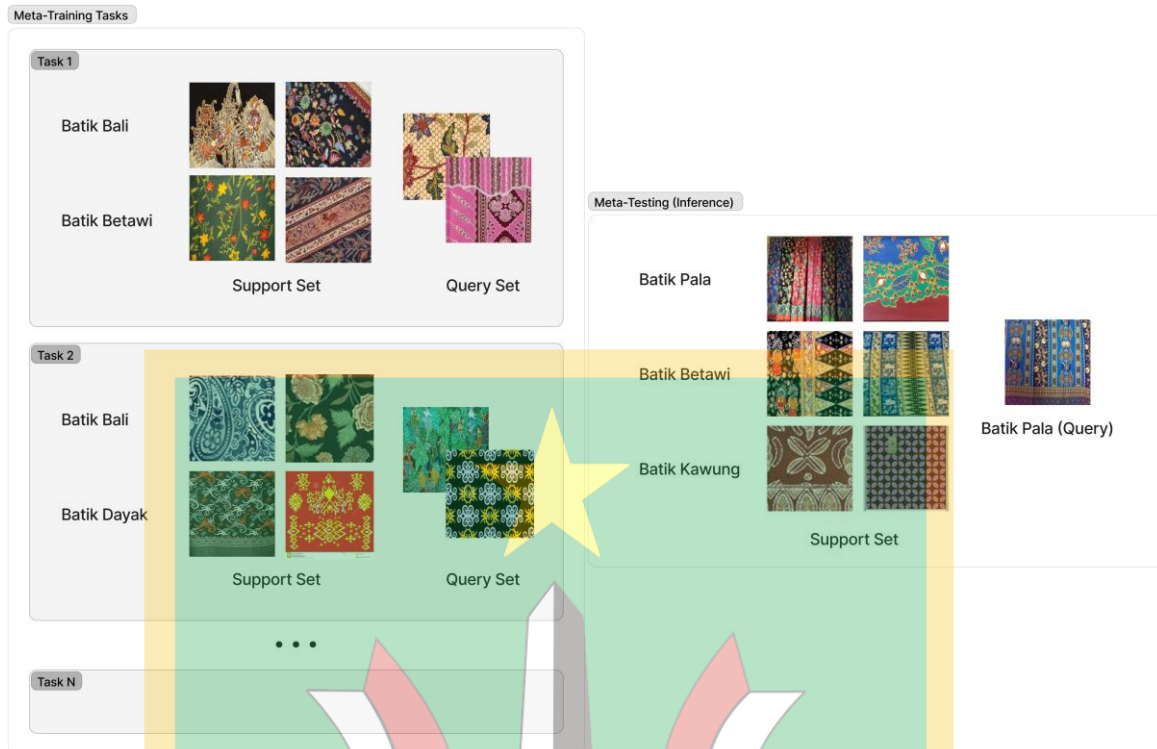 Meta-Training Tasks
Task 1
Batik Bali
Batik Betawi
Support Set
Query Set
Task 2
Batik Bali
Batik Dayak
Support Set
Query Set
• • •
Task N
Meta-Testing (Inference)
Batik Pala
Batik Betawi
Batik Kawung
Support Set
Batik Pala (Query)